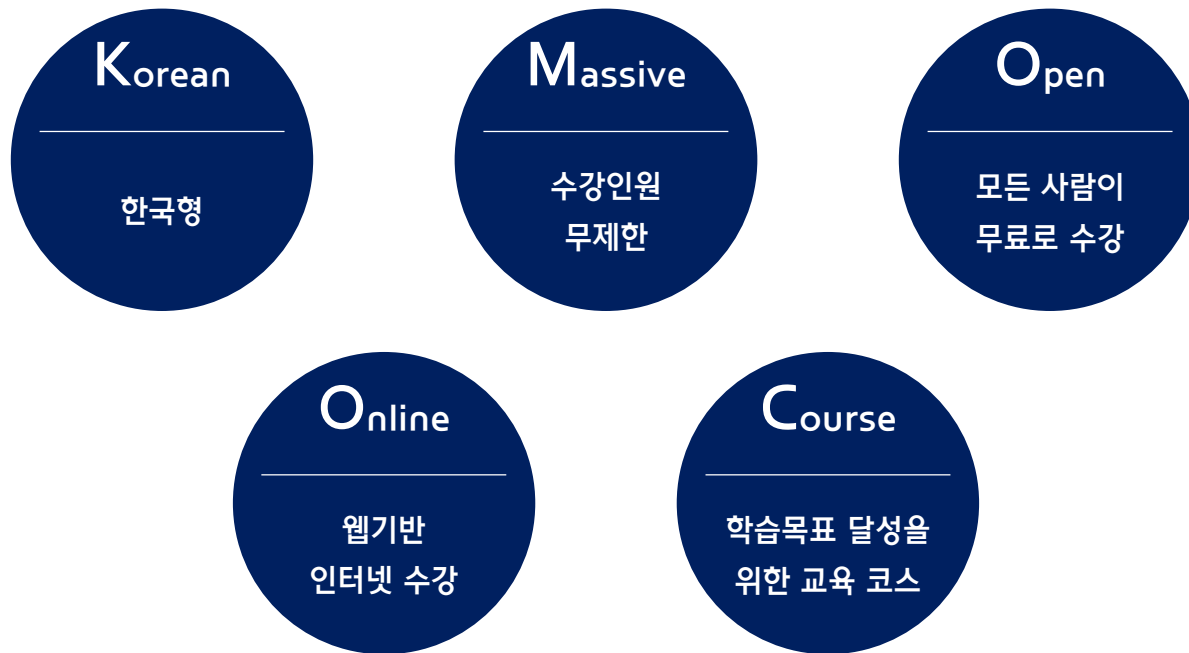 Korean
한국형
Massive
수강인원
무제한
Open
모든 사람이
무료로 수강
Online
웹기반
인터넷 수강
Course
학습목표 달성을
위한 교육 코스